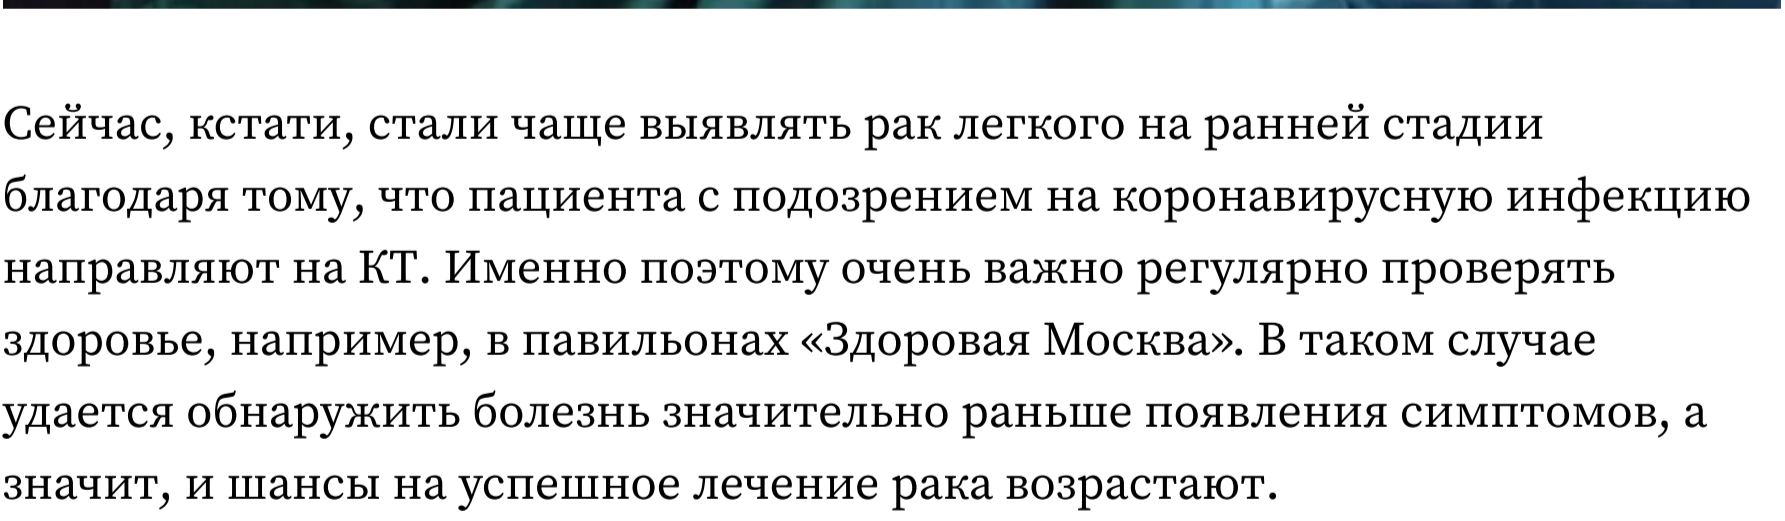 Сейчас, кстати, стали чаще выявлять рак легкого на ранней стадии
благодаря тому, что пациента с подозрением на коронавирусную инфекцию
направляют на КТ. Именно поэтому очень важно регулярно проверять
здоровье, например, в павильонах «Здоровая Москва». В таком случае
удается обнаружить болезнь значительно раньше появления симптомов, а
значит, и шансы на успешное лечение рака возрастают.